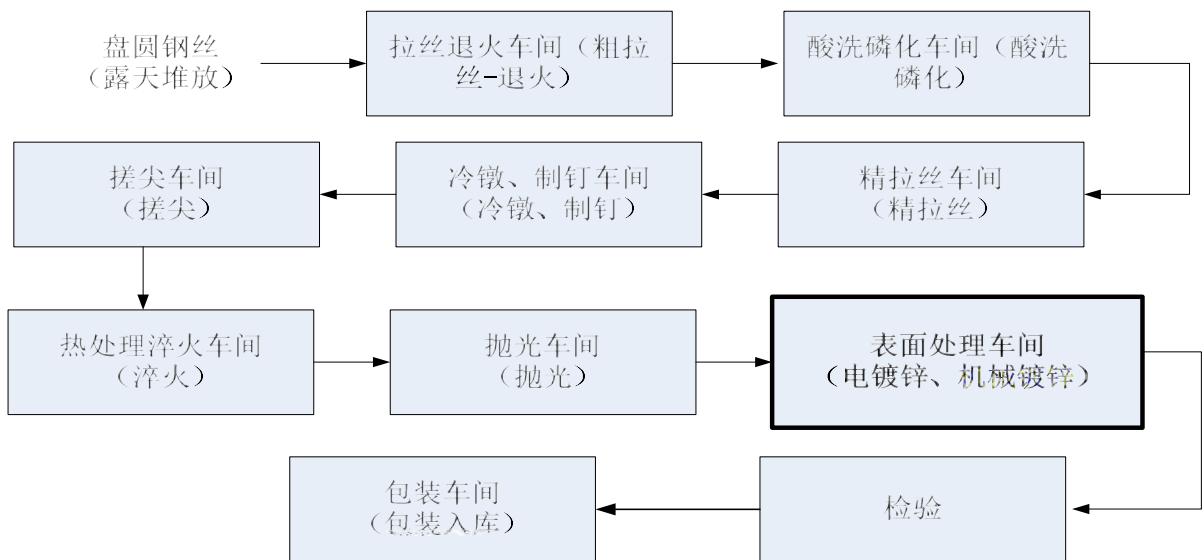 盘圆钢丝
（露天堆放）
拉丝退火车间（粗拉
丝-退火）
酸洗磷化车间（酸洗
磷化）
搓尖车间
（搓尖）
冷镦、制钉车间
（冷镦、制钉）
精拉丝车间
（精拉丝）
热处理淬火车间
（淬火）
抛光车间
（抛光）
表面处理车间
（电镀锌、机械镀锌）
包装车间
（包装入库）
检验